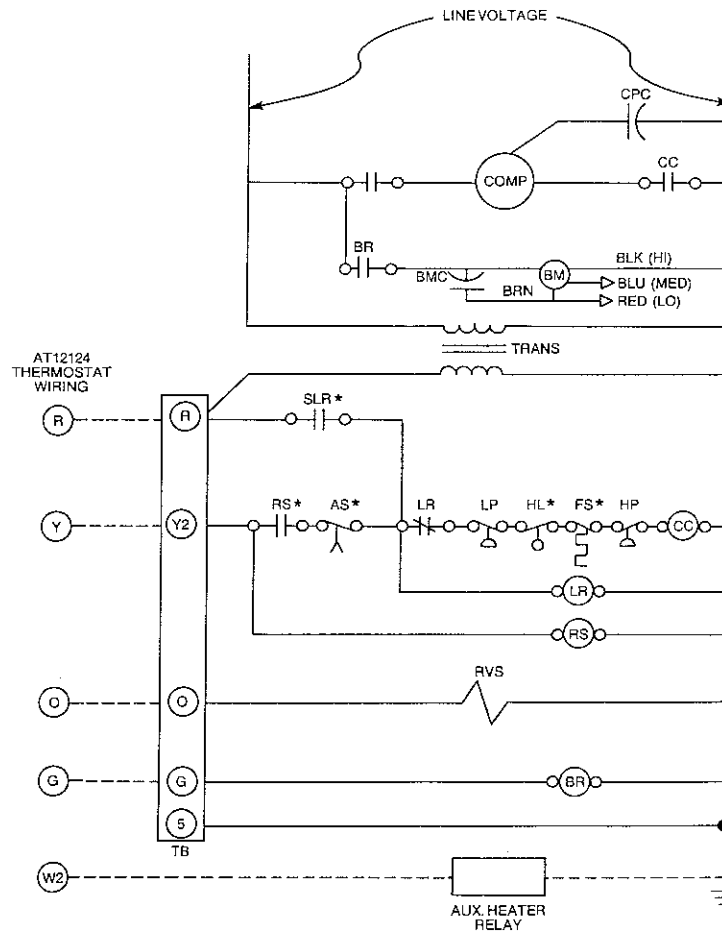 LINE VOLTAGE
CPC
COMP
CC
BR
BLK (HI)
BMC
BM
BLU (MED)
BRN
RED (LO)
TRANS
AT12124
THERMOSTAT
WIRING
R
R
SLR*
Y
Y2
RS*
AS*
LR
LP
HL*
FS*
HP
CC
LR
RS
RVS
O
O
G
G
BR
5
TB
W2
AUX. HEATER
RELAY